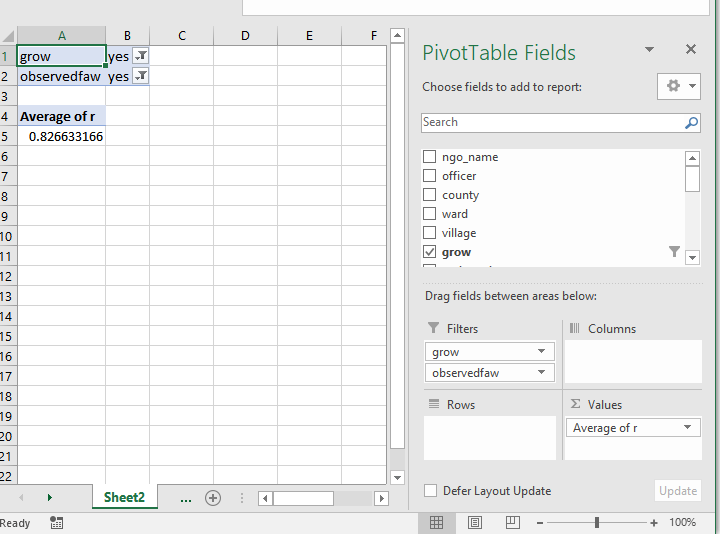 PivotTable Fields
Choose fields to add to report:
Search
ngo_name
officer
county
ward
village
grow
Drag fields between areas below:
Filters
Columns
grow
observedfaw
Rows
Σ Values
Average of r
Defer Layout Update
Update
A B C D E F
1 grow yes
2 observedfaw yes
3
4 Average of r
5 0.826633166
6
7
8
9
10
11
12
13
14
15
16
17
18
19
20
21
22
Sheet2 ...
Ready
100%